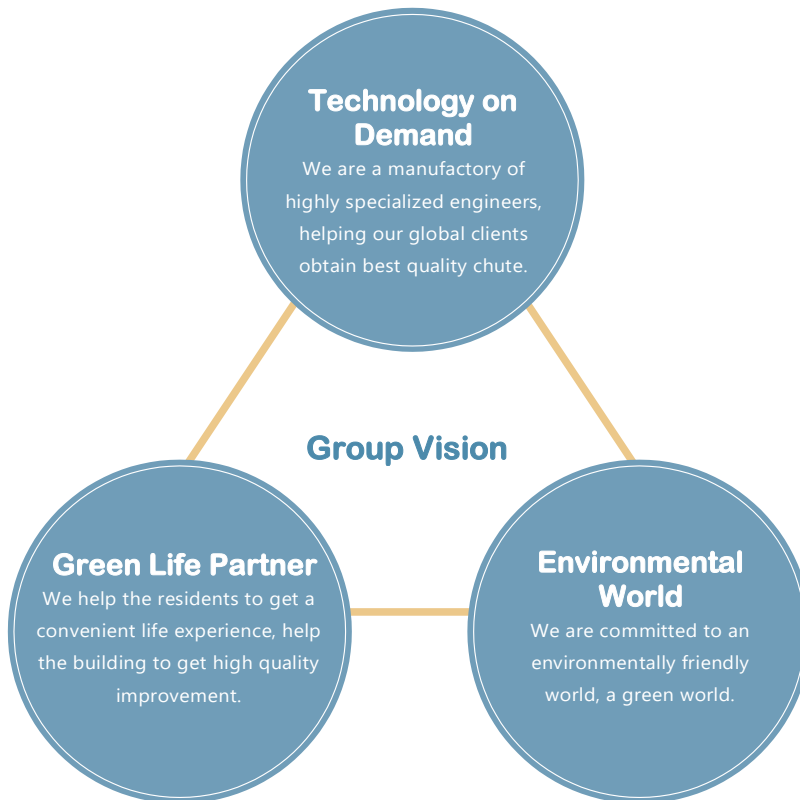 Technology on
Demand
We are a manufactory of
highly specialized engineers,
helping our global clients
obtain best quality chute.
Group Vision
Green Life Partner
We help the residents to get a
convenient life experience, help
the building to get high quality
improvement.
Environmental
World
We are committed to an
environmentally friendly
world, a green world.